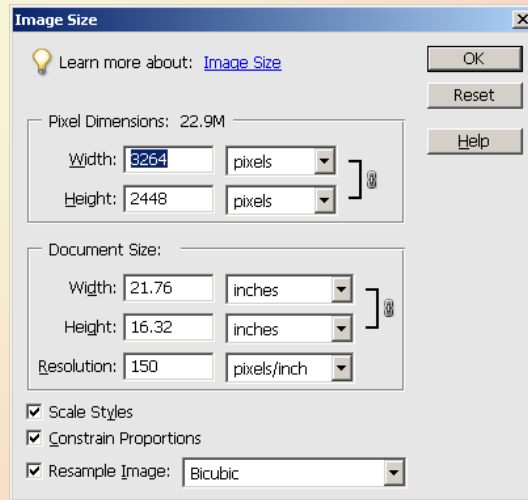 Image Size
Learn more about: Image Size
OK
Reset
Help
Pixel Dimensions: 22.9M
Width: 3264 pixels
Height: 2448 pixels
Document Size:
Width: 21.76 inches
Height: 16.32 inches
Resolution: 150 pixels/inch
Scale Styles
Constrain Proportions
Resample Image: Bicubic